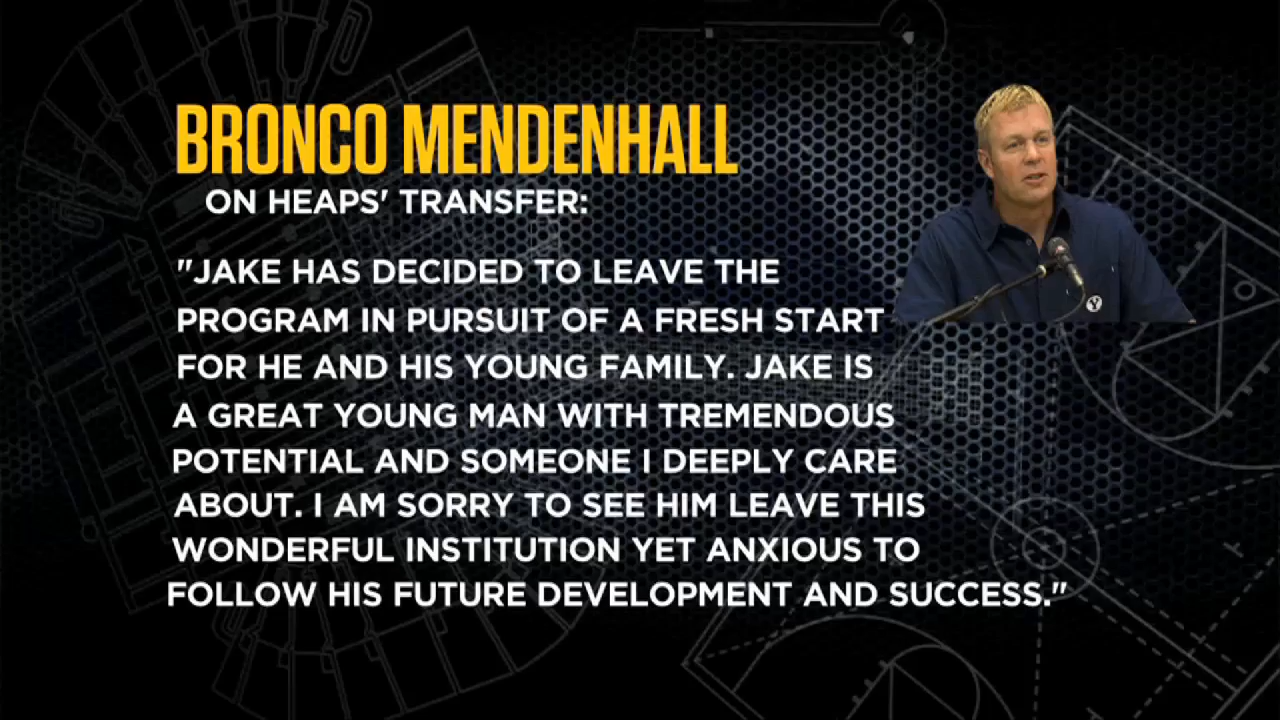 BRONCO MENDENHALL
ON HEAPS' TRANSFER:
"JAKE HAS DECIDED TO LEAVE THE
PROGRAM IN PURSUIT OF A FRESH START
FOR HE AND HIS YOUNG FAMILY. JAKE IS
A GREAT YOUNG MAN WITH TREMENDOUS
POTENTIAL AND SOMEONE I DEEPLY CARE
ABOUT. I AM SORRY TO SEE HIM LEAVE THIS
WONDERFUL INSTITUTION YET ANXIOUS TO
FOLLOW HIS FUTURE DEVELOPMENT AND SUCCESS."
Y